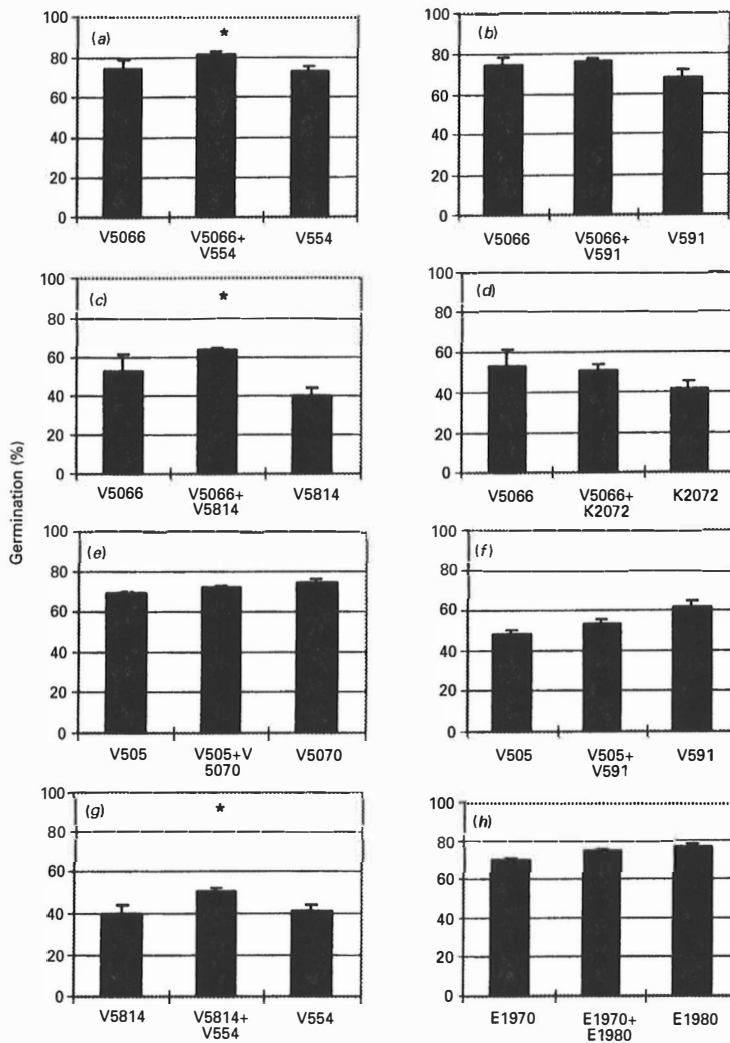 Germination (%)
(a)
*
100
80
60
40
20
0
V5066
V5066+
V554
V554
(b)
100
80
60
40
20
0
V5066
V5066+
V591
V591
(c)
*
100
80
60
40
20
0
V5066
V5066+
V5814
V5814
(d)
100
80
60
40
20
0
V5066
V5066+
K2072
K2072
(e)
100
80
60
40
20
0
V505
V505+V
5070
V5070
(f)
100
80
60
40
20
0
V505
V505+
V591
V591
(g)
*
100
80
60
40
20
0
V5814
V5814+
V554
V554
(h)
100
80
60
40
20
0
E1970
E1970+
E1980
E1980